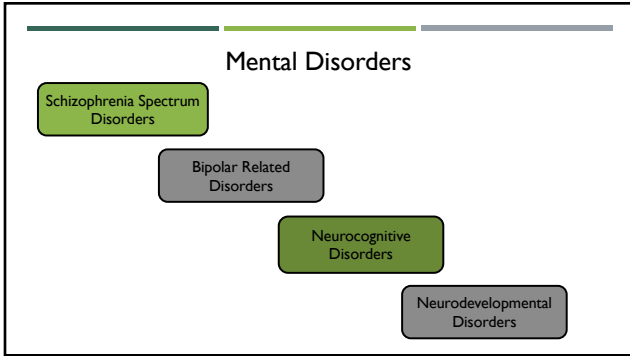 Mental Disorders
Schizophrenia Spectrum
Disorders
Bipolar Related
Disorders
Neurocognitive
Disorders
Neurodevelopmental
Disorders